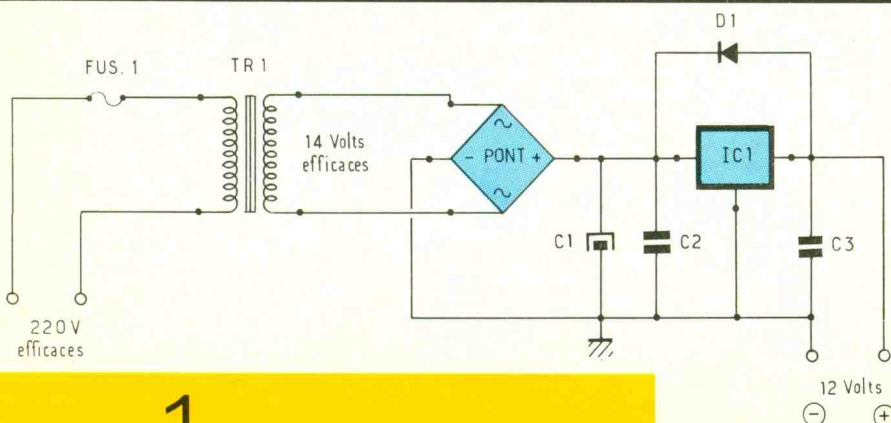 D1
FUS. 1
TR 1
14 Volts
efficaces
~
- PONT +
~
IC1
C1
C2
C3
220V
efficaces
12 Volts
- +
1